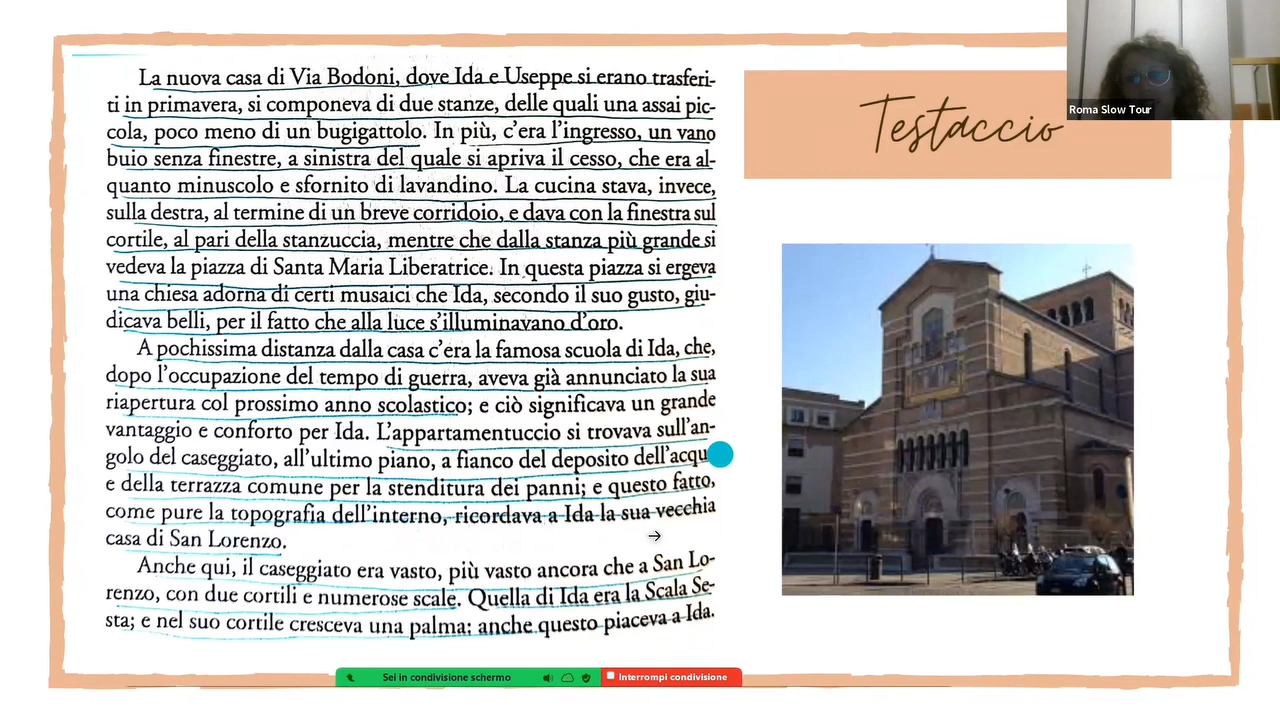 La nuova casa di Via Bodoni, dove Ida e Useppe si erano trasferi-
ti in primavera, si componeva di due stanze, delle quali una assai pic-
cola, poco meno di un bugigattolo. In più, c'era l'ingresso, un vano
buio senza finestre, a sinistra del quale si apriva il cesso, che era al-
quanto minuscolo e sfornito di lavandino. La cucina stava, invece,
sulla destra, al termine di un breve corridoio, e dava con la finestra sul
cortile, al pari della stanzuccia, mentre che dalla stanza più grande si
vedeva la piazza di Santa Maria Liberatrice. In questa piazza si ergeva
una chiesa adorna di certi musaici che Ida, secondo il suo gusto, giu-
dicava belli, per il fatto che alla luce s'illuminavano d'oro.
A pochissima distanza dalla casa c'era la famosa scuola di Ida, che,
dopo l'occupazione del tempo di guerra, aveva già annunciato la sua
riapertura col prossimo anno scolastico; e ciò significava un grande
vantaggio e conforto per Ida. L'appartamentuccio si trovava sull'an-
golo del caseggiato, all'ultimo piano, a fianco del deposito dell'acqu
e della terrazza comune per la stenditura dei panni; e questo fatto,
come pure la topografia dell'interno, ricordava a Ida la sua vecchia
casa di San Lorenzo.
Anche qui, il caseggiato era vasto, più vasto ancora che a San Lo-
renzo, con due cortili e numerose scale. Quella di Ida era la Scala Se-
sta; e nel suo cortile cresceva una palma; anche questo piaceva a Ida.
Testaccio
Roma Slow Tour
Sei in condivisione schermo
Interrompi condivisione